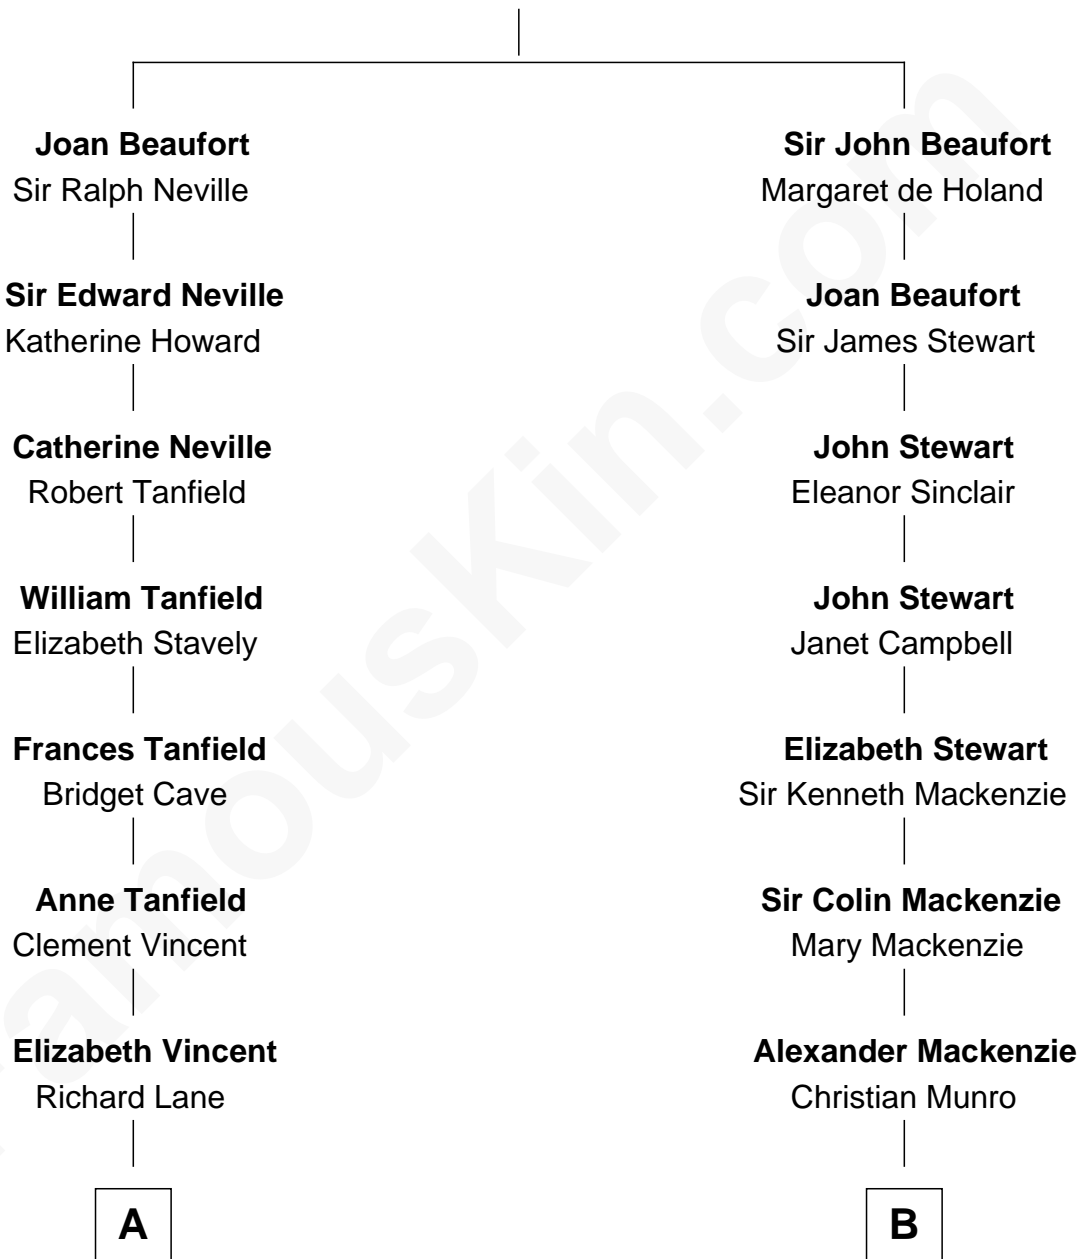 Joan Beaufort
Sir Ralph Neville
Sir Edward Neville
Katherine Howard
Catherine Neville
Robert Tanfield
William Tanfield
Elizabeth Stavely
Frances Tanfield
Bridget Cave
Anne Tanfield
Clement Vincent
Elizabeth Vincent
Richard Lane
A
Sir John Beaufort
Margaret de Holand
Joan Beaufort
Sir James Stewart
John Stewart
Eleanor Sinclair
John Stewart
Janet Campbell
Elizabeth Stewart
Sir Kenneth Mackenzie
Sir Colin Mackenzie
Mary Mackenzie
Alexander Mackenzie
Christian Munro
B
FamousKin.com